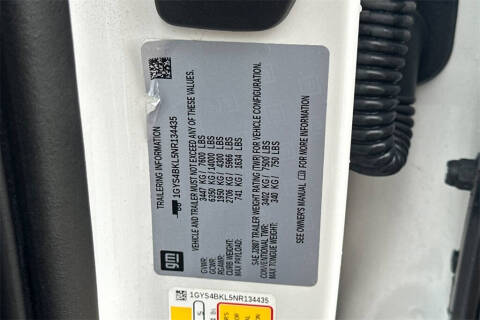 TRAILERING INFORMATION
1GYS4BKL5NR134435
VEHICLE AND TRAILER MUST NOT EXCEED ANY OF THESE VALUES.
GVWR: 3447 KG / 7600 LBS
GCWR: 6350 KG / 14000 LBS
RGAWR: 1950 KG / 4300 LBS
CURB WEIGHT: 2706 KG / 5966 LBS
MAX PAYLOAD: 741 KG / 1634 LBS
SAE J2807 TRAILER WEIGHT RATING (TWR) FOR VEHICLE CONFIGURATION.
CONVENTIONAL TWR: 3402 KG / 7500 LBS
MAX TONGUE WEIGHT: 340 KG / 750 LBS
SEE OWNER'S MANUAL FOR MORE INFORMATION.
gm
1GYS4BKL5NR134435